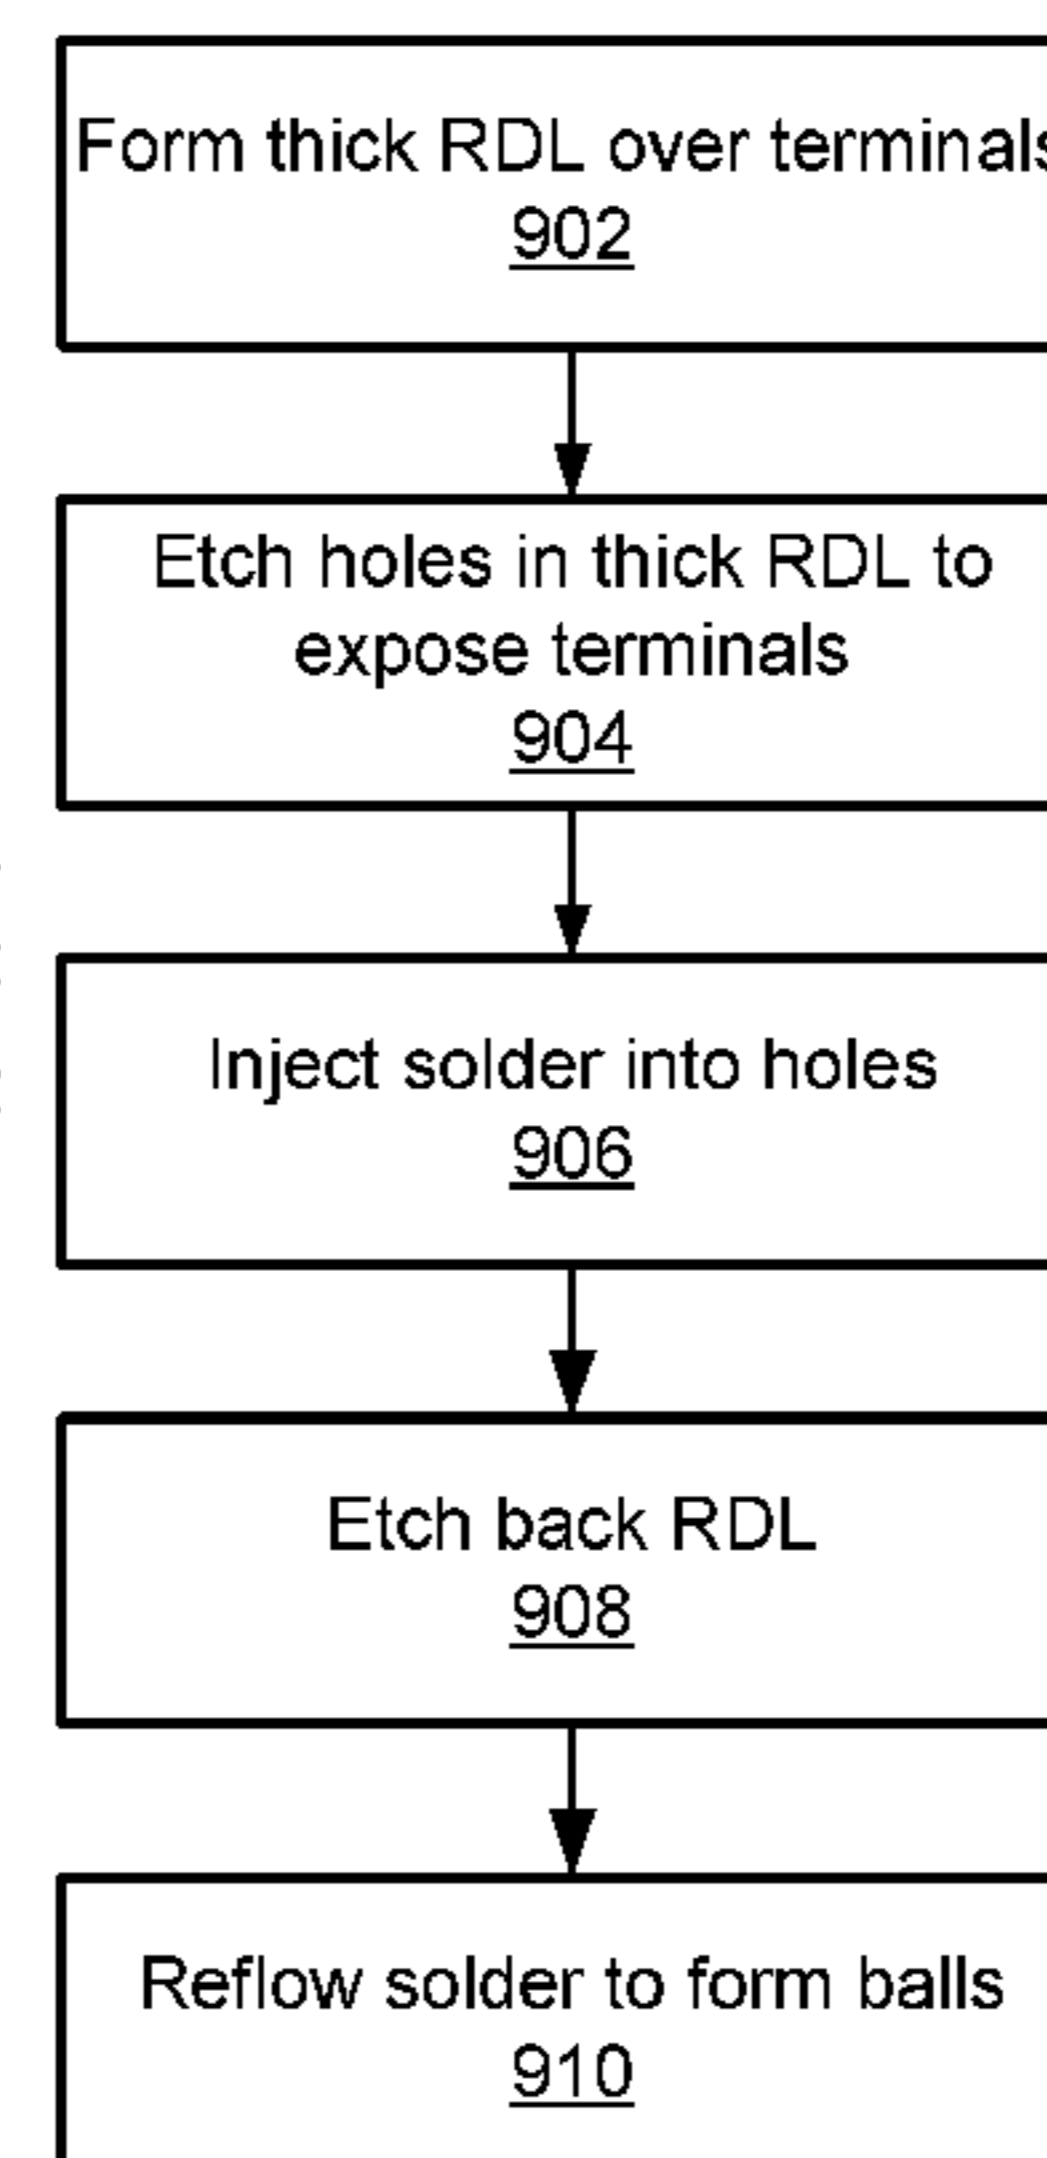 Form thick RDL over terminals
902
Etch holes in thick RDL to
expose terminals
904
Inject solder into holes
906
Etch back RDL
908
Reflow solder to form balls
910